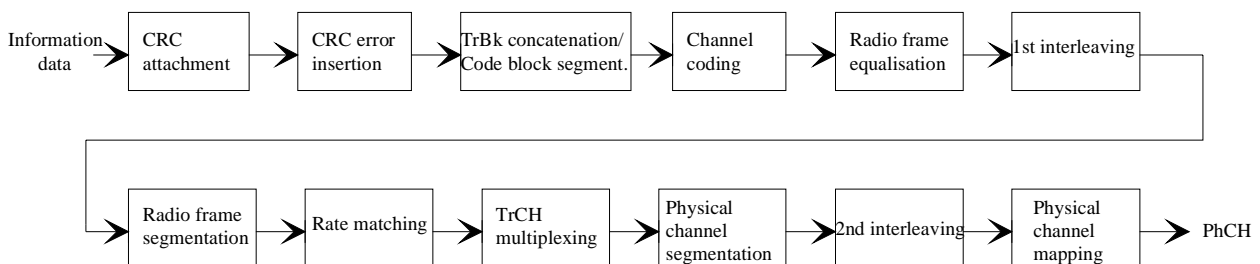 Information
data
CRC
attachment
CRC error
insertion
TrBk concatenation/
Code block segment.
Channel
coding
Radio frame
equalisation
1st interleaving
Radio frame
segmentation
Rate matching
TrCH
multiplexing
Physical
channel
segmentation
2nd interleaving
Physical
channel
mapping
PhCH